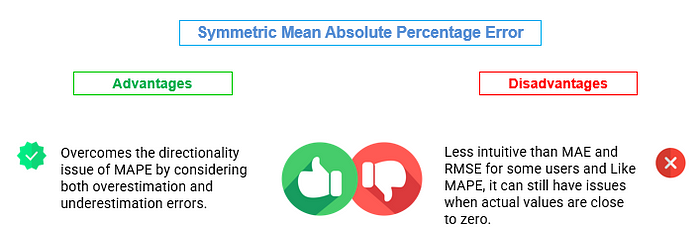 Symmetric Mean Absolute Percentage Error
Advantages
Disadvantages
Overcomes the directionality
issue of MAPE by considering
both overestimation and
underestimation errors.
Less intuitive than MAE and
RMSE for some users and Like
MAPE, it can still have issues
when actual values are close
to zero.